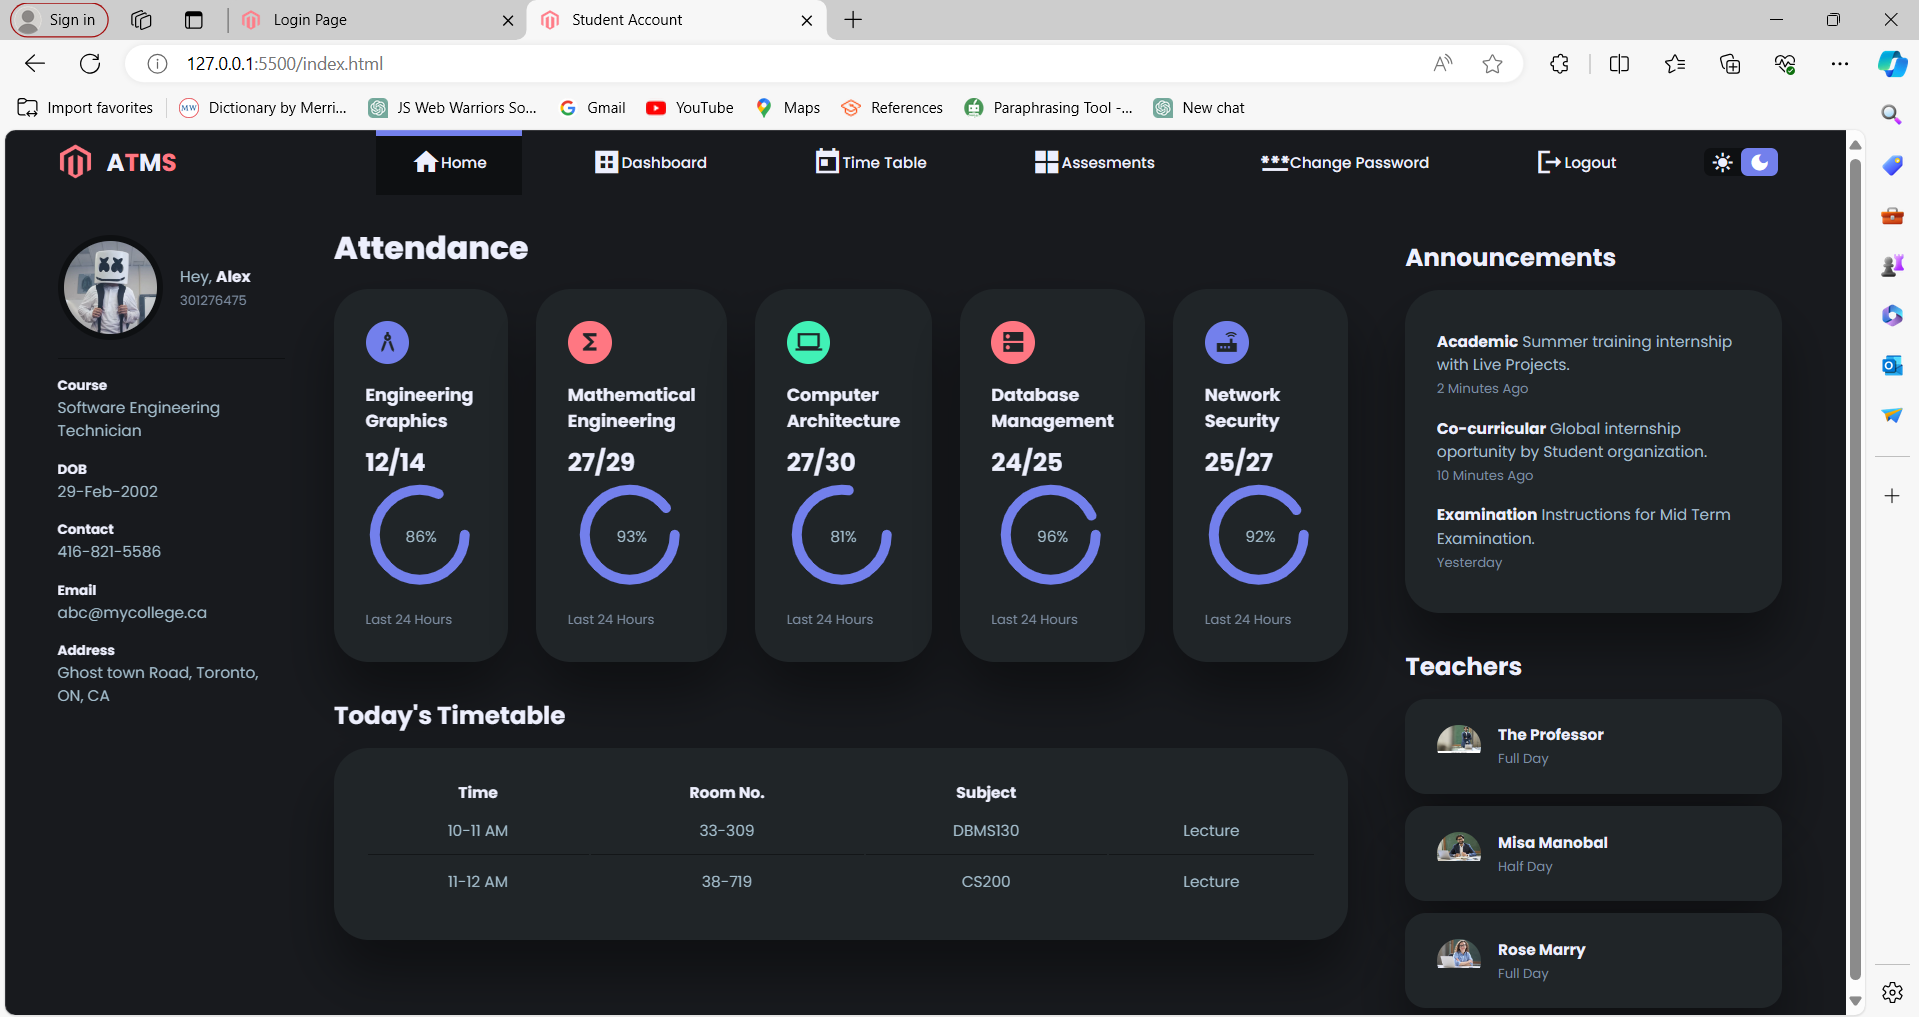 Sign in
Login Page
Student Account
127.0.0.1:5500/index.html
Import favorites
MW
Dictionary by Merri...
JS Web Warriors So...
Gmail
YouTube
Maps
References
Paraphrasing Tool -...
New chat
ATMS
Home
Dashboard
Time Table
Assesments
***Change Password
Logout
Hey, Alex
301276475
Course
Software Engineering
Technician
DOB
29-Feb-2002
Contact
416-821-5586
Email
abc@mycollege.ca
Address
Ghost town Road, Toronto,
ON, CA
Attendance
Engineering
Graphics
12/14
86%
Last 24 Hours
Mathematical
Engineering
27/29
93%
Last 24 Hours
Computer
Architecture
27/30
81%
Last 24 Hours
Database
Management
24/25
96%
Last 24 Hours
Network
Security
25/27
92%
Last 24 Hours
Today's Timetable
Time Room No. Subject
10-11 AM 33-309 DBMS130 Lecture
11-12 AM 38-719 CS200 Lecture
Announcements
Academic Summer training internship
with Live Projects.
2 Minutes Ago
Co-curricular Global internship
oportunity by Student organization.
10 Minutes Ago
Examination Instructions for Mid Term
Examination.
Yesterday
Teachers
The Professor
Full Day
Misa Manobal
Half Day
Rose Marry
Full Day